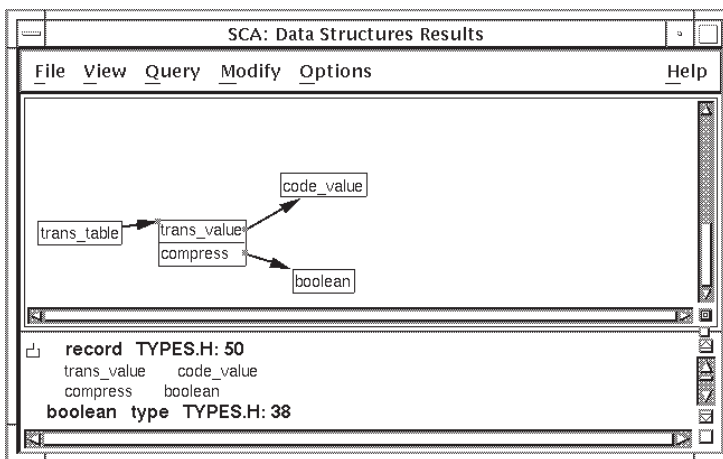 SCA: Data Structures Results
File View Query Modify Options Help
code_value
trans_table
trans_value
compress
boolean
record TYPES.H: 50
trans_value code_value
compress boolean
boolean type TYPES.H: 38